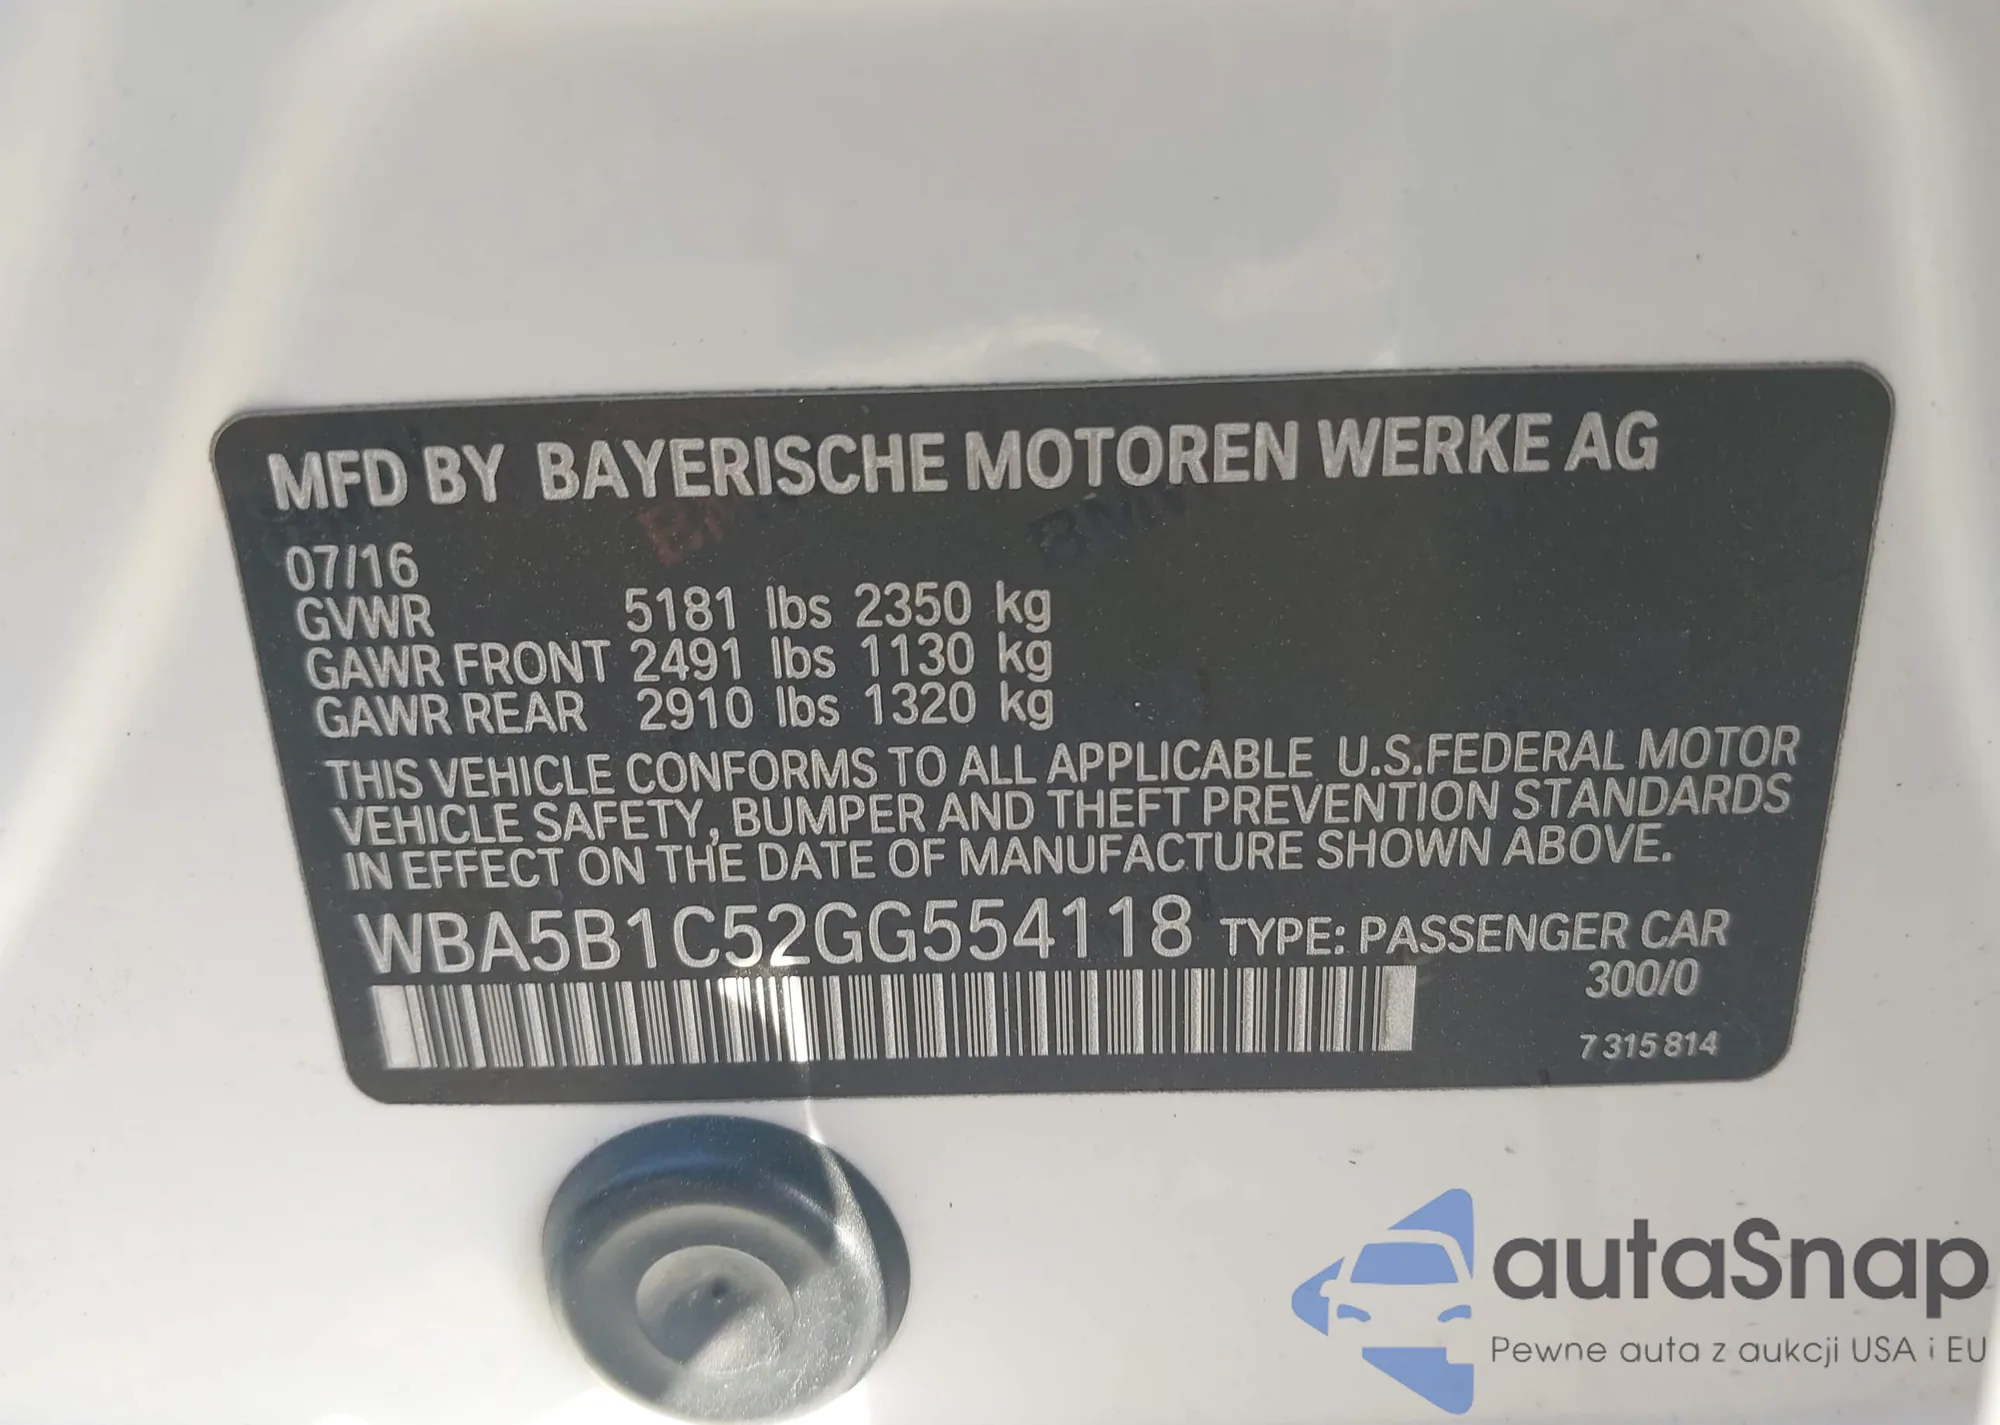 MFD BY BAYERISCHE MOTOREN WERKE AG
07/16
GVWR 5181 lbs 2350 kg
GAWR FRONT 2491 lbs 1130 kg
GAWR REAR 2910 lbs 1320 kg
THIS VEHICLE CONFORMS TO ALL APPLICABLE U.S.FEDERAL MOTOR
VEHICLE SAFETY, BUMPER AND THEFT PREVENTION STANDARDS
IN EFFECT ON THE DATE OF MANUFACTURE SHOWN ABOVE.
WBA5B1C52GG554118 TYPE: PASSENGER CAR
300/0
7 315 814
autaSnap
Pewne auta z aukcji USA i EU